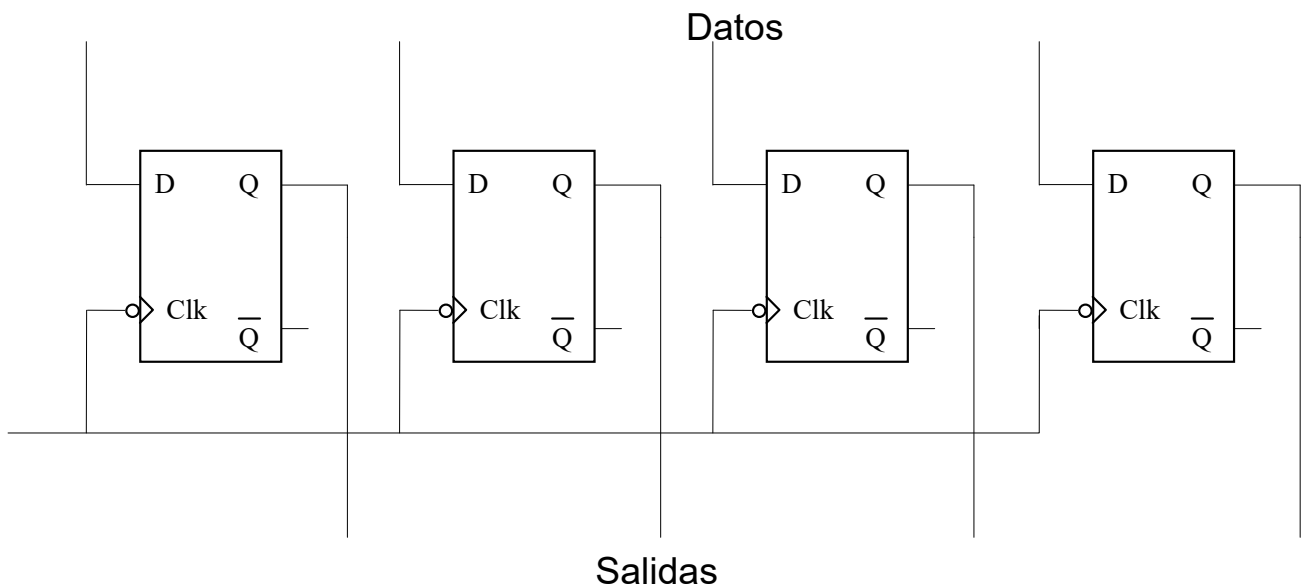 Datos
D Q D Q D Q D Q
Clk Clk Clk Clk
Q̅ Q̅ Q̅ Q̅
Salidas